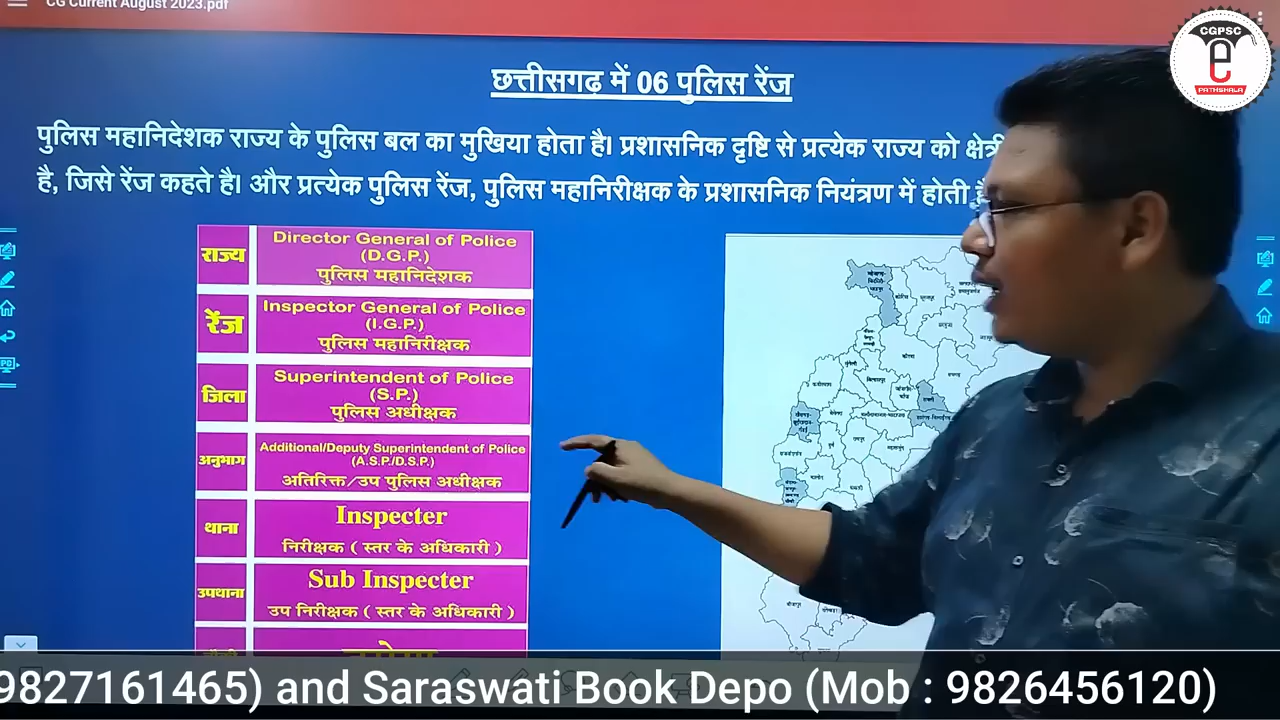 CG Current August 2023.pdf
CGPSC
e
PATHSHALA
छत्तीसगढ में 06 पुलिस रेंज
पुलिस महानिदेशक राज्य के पुलिस बल का मुखिया होता है। प्रशासनिक दृष्टि से प्रत्येक राज्य को
है, जिसे रेंज कहते है। और प्रत्येक पुलिस रेंज, पुलिस महानिरीक्षक के प्रशासनिक नियंत्रण में होती
राज्य
Director General of Police
(D.G.P.)
पुलिस महानिदेशक
रेंज
Inspector General of Police
(I.G.P.)
पुलिस महानिरीक्षक
जिला
Superintendent of Police
(S.P.)
पुलिस अधीक्षक
अनुभाग
Additional/Deputy Superintendent of Police
(A.S.P./D.S.P.)
अतिरिक्त/उप पुलिस अधीक्षक
थाना
Inspecter
निरीक्षक ( स्तर के अधिकारी )
उपथाना
Sub Inspecter
उप निरीक्षक ( स्तर के अधिकारी )
9827161465) and Saraswati Book Depo (Mob : 9826456120)